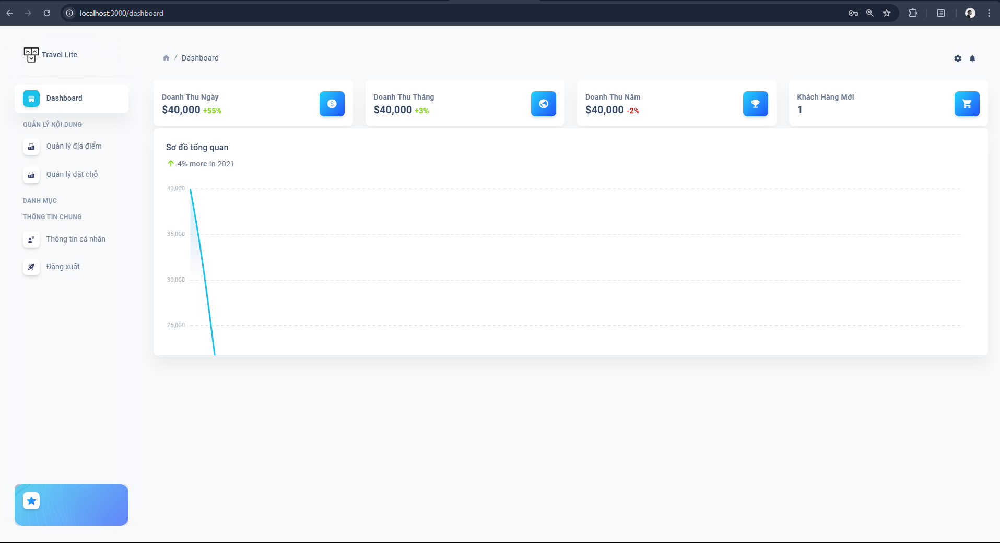 localhost:3000/dashboard
Travel Lite
/ Dashboard
Dashboard
QUẢN LÝ NỘI DUNG
Quản lý địa điểm
Quản lý đặt chỗ
DANH MỤC
THÔNG TIN CHUNG
Thông tin cá nhân
Đăng xuất
Doanh Thu Ngày
$40,000 +55%
Doanh Thu Tháng
$40,000 +3%
Doanh Thu Năm
$40,000 -2%
Khách Hàng Mới
1
Sơ đồ tổng quan
4% more in 2021
40,000
35,000
30,000
25,000